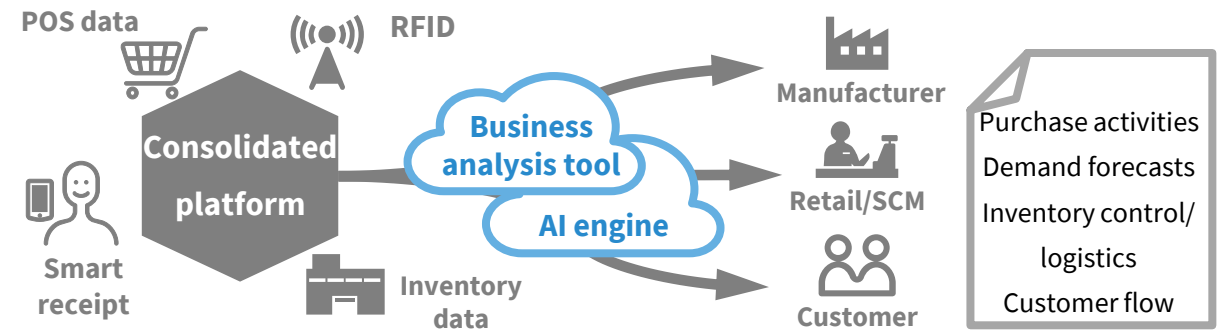 POS data
RFID
Consolidated
platform
Smart
receipt
Inventory
data
Business
analysis tool
AI engine
Manufacturer
Retail/SCM
Customer
Purchase activities
Demand forecasts
Inventory control/
logistics
Customer flow